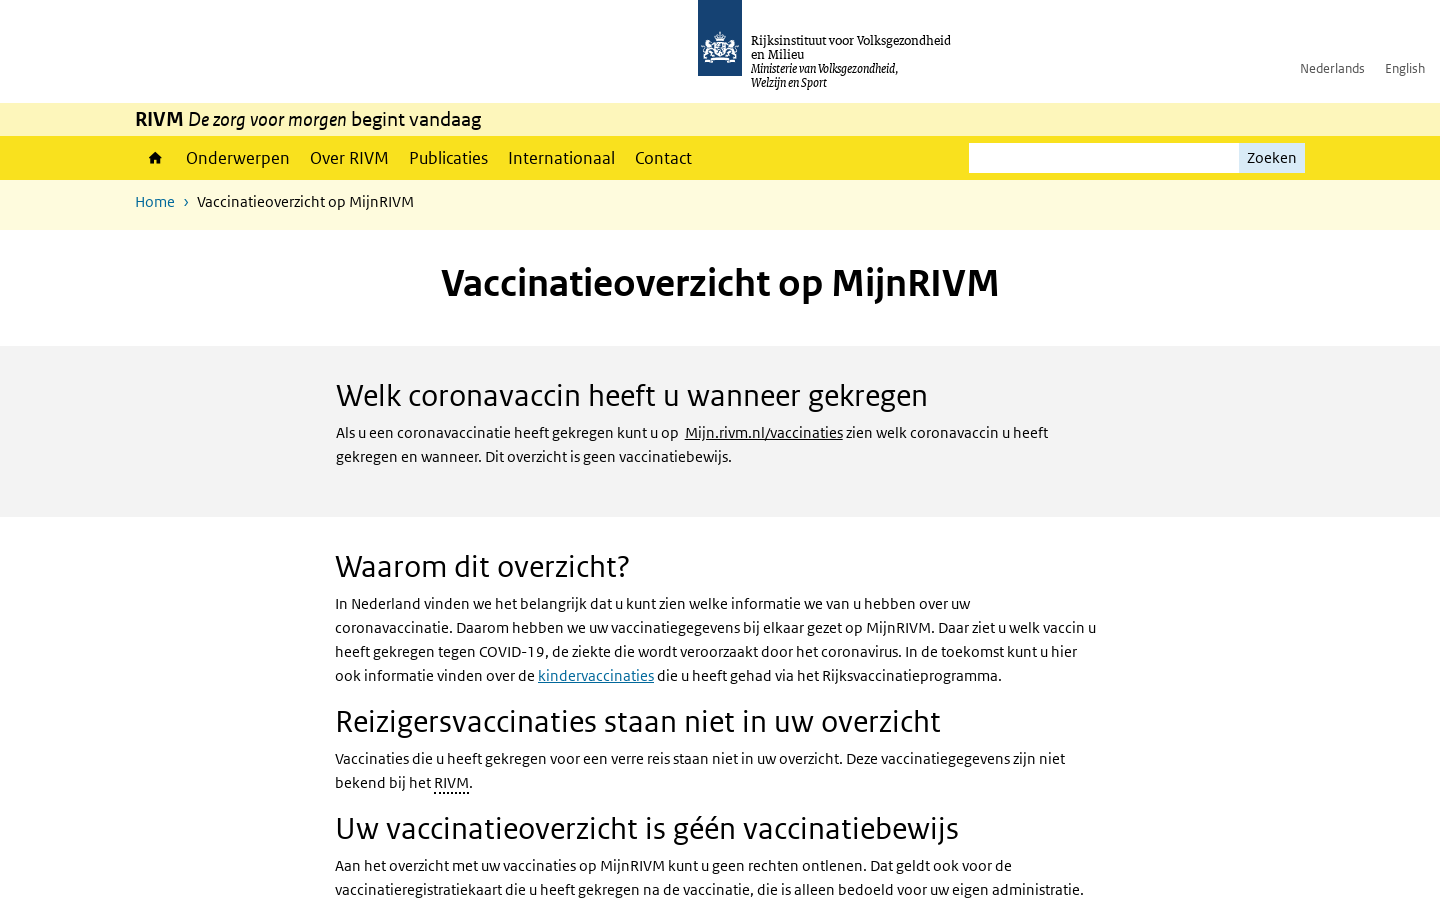 Rijksinstituut voor Volksgezondheid
en Milieu
Ministerie van Volksgezondheid,
Welzijn en Sport
Nederlands English
RIVM De zorg voor morgen begint vandaag
Onderwerpen Over RIVM Publicaties Internationaal Contact Zoeken
Home › Vaccinatieoverzicht op MijnRIVM
Vaccinatieoverzicht op MijnRIVM
Welk coronavaccin heeft u wanneer gekregen
Als u een coronavaccinatie heeft gekregen kunt u op Mijn.rivm.nl/vaccinaties zien welk coronavaccin u heeft
gekregen en wanneer. Dit overzicht is geen vaccinatiebewijs.
Waarom dit overzicht?
In Nederland vinden we het belangrijk dat u kunt zien welke informatie we van u hebben over uw
coronavaccinatie. Daarom hebben we uw vaccinatiegegevens bij elkaar gezet op MijnRIVM. Daar ziet u welk vaccin u
heeft gekregen tegen COVID-19, de ziekte die wordt veroorzaakt door het coronavirus. In de toekomst kunt u hier
ook informatie vinden over de kindervaccinaties die u heeft gehad via het Rijksvaccinatieprogramma.
Reizigersvaccinaties staan niet in uw overzicht
Vaccinaties die u heeft gekregen voor een verre reis staan niet in uw overzicht. Deze vaccinatiegegevens zijn niet
bekend bij het RIVM.
Uw vaccinatieoverzicht is géén vaccinatiebewijs
Aan het overzicht met uw vaccinaties op MijnRIVM kunt u geen rechten ontlenen. Dat geldt ook voor de
vaccinatieregistratiekaart die u heeft gekregen na de vaccinatie, die is alleen bedoeld voor uw eigen administratie.